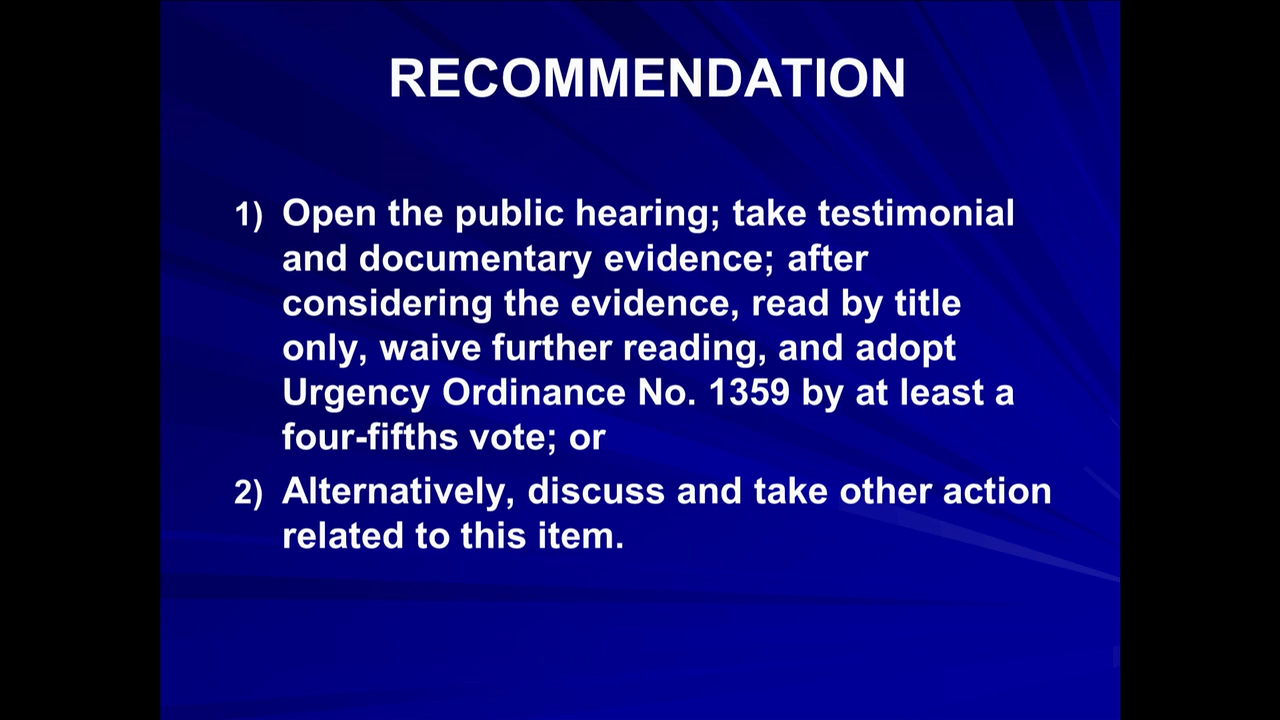 RECOMMENDATION
1) Open the public hearing; take testimonial
and documentary evidence; after
considering the evidence, read by title
only, waive further reading, and adopt
Urgency Ordinance No. 1359 by at least a
four-fifths vote; or
2) Alternatively, discuss and take other action
related to this item.